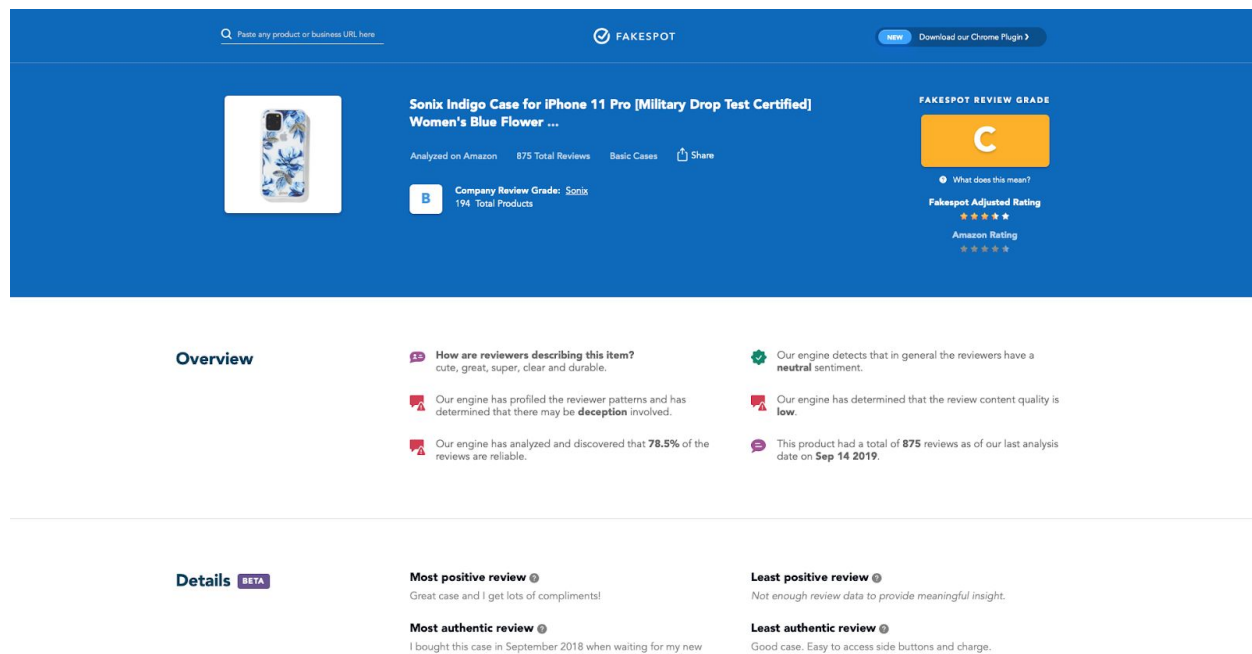 Paste any product or business URL here
FAKESPOT
NEW Download our Chrome Plugin ❯
Sonix Indigo Case for iPhone 11 Pro [Military Drop Test Certified]
Women's Blue Flower ...
Analyzed on Amazon 875 Total Reviews Basic Cases Share
B
Company Review Grade: Sonix
194 Total Products
FAKESPOT REVIEW GRADE
C
? What does this mean?
Fakespot Adjusted Rating
Amazon Rating
Overview
How are reviewers describing this item?
cute, great, super, clear and durable.
Our engine has profiled the reviewer patterns and has
determined that there may be deception involved.
Our engine has analyzed and discovered that 78.5% of the
reviews are reliable.
Our engine detects that in general the reviewers have a
neutral sentiment.
Our engine has determined that the review content quality is
low.
This product had a total of 875 reviews as of our last analysis
date on Sep 14 2019.
Details BETA
Most positive review ?
Great case and I get lots of compliments!
Least positive review ?
Not enough review data to provide meaningful insight.
Most authentic review ?
I bought this case in September 2018 when waiting for my new
Least authentic review ?
Good case. Easy to access side buttons and charge.